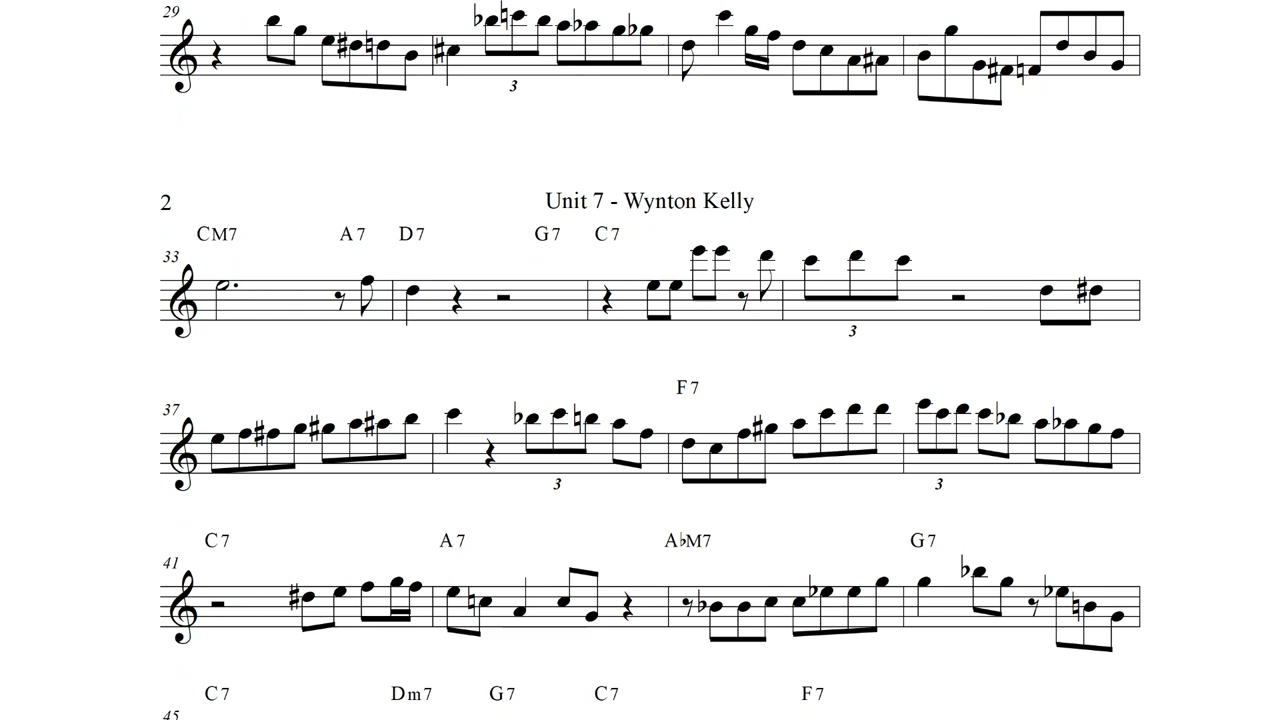 29
3
2 Unit 7 - Wynton Kelly
CM7 A7 D7 G7 C7
33
3
F7
37
3 3
C7 A7 A♭M7 G7
41
C7 Dm7 G7 C7 F7
45